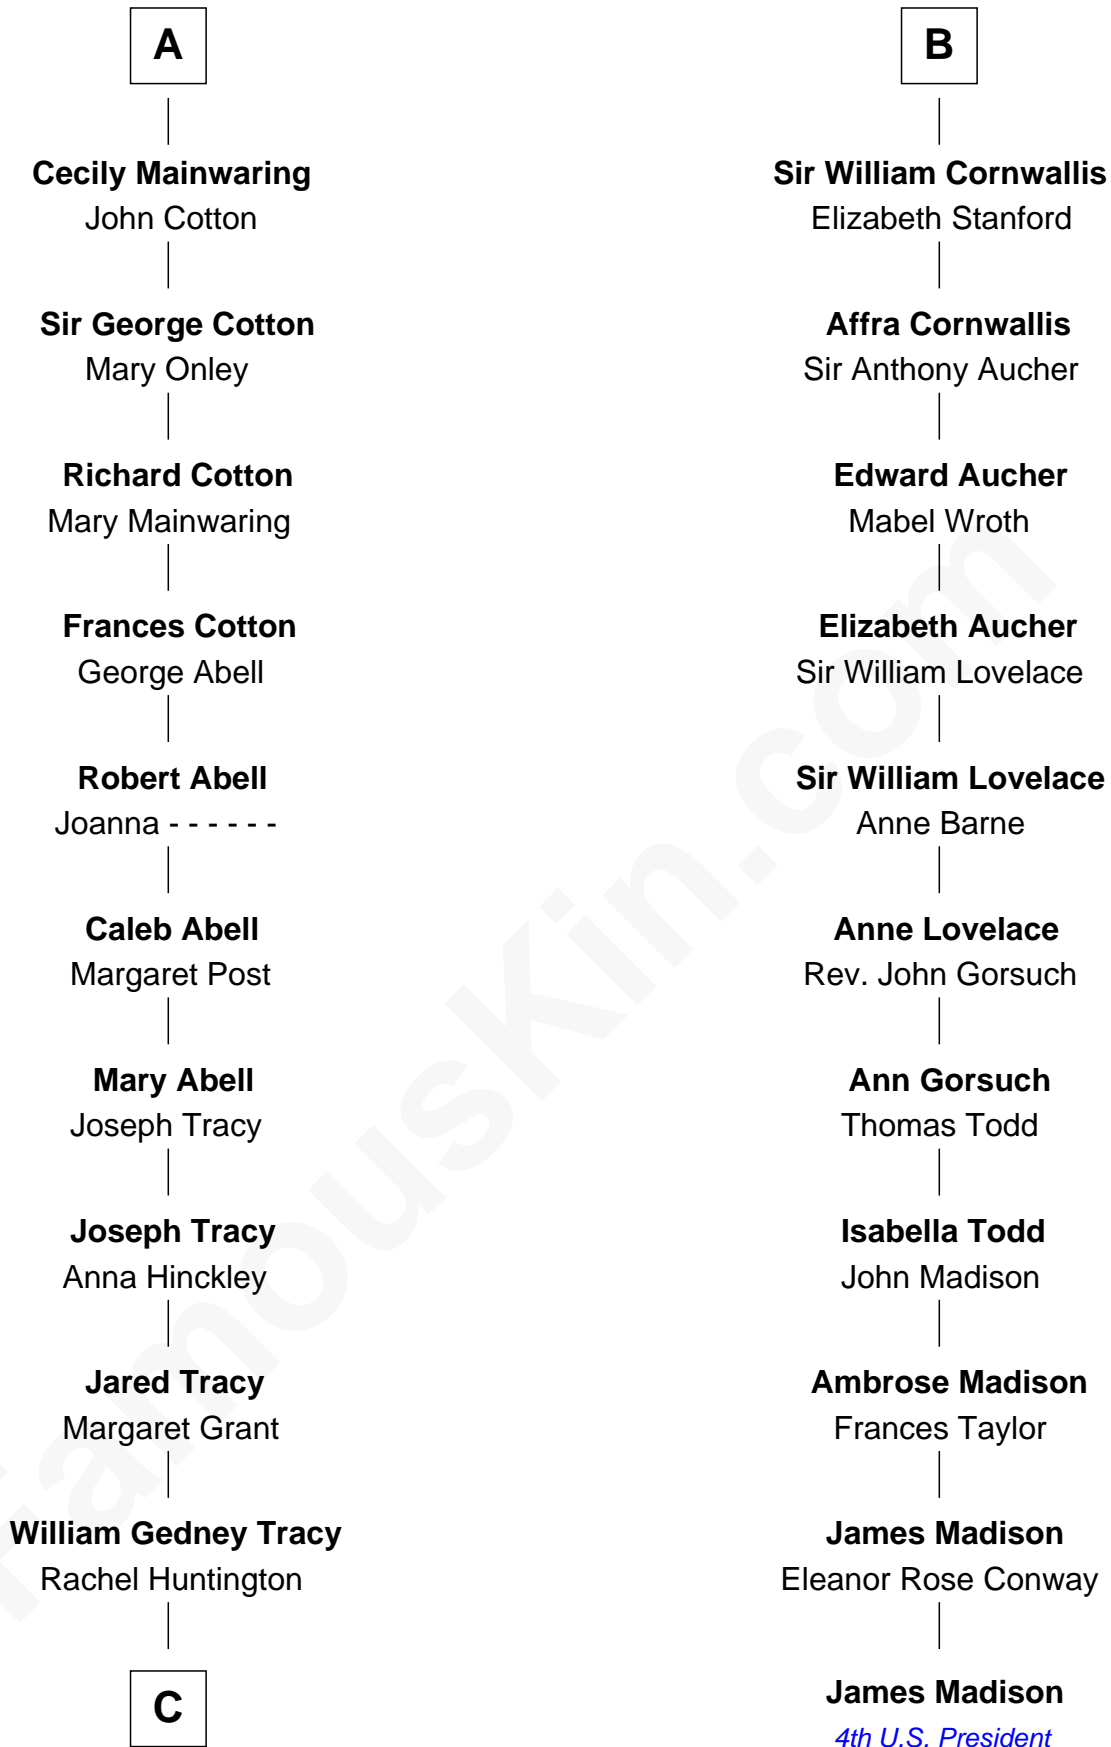 A
Cecily Mainwaring
John Cotton
Sir George Cotton
Mary Onley
Richard Cotton
Mary Mainwaring
Frances Cotton
George Abell
Robert Abell
Joanna - - - - - -
Caleb Abell
Margaret Post
Mary Abell
Joseph Tracy
Joseph Tracy
Anna Hinckley
Jared Tracy
Margaret Grant
William Gedney Tracy
Rachel Huntington
C
B
Sir William Cornwallis
Elizabeth Stanford
Affra Cornwallis
Sir Anthony Aucher
Edward Aucher
Mabel Wroth
Elizabeth Aucher
Sir William Lovelace
Sir William Lovelace
Anne Barne
Anne Lovelace
Rev. John Gorsuch
Ann Gorsuch
Thomas Todd
Isabella Todd
John Madison
Ambrose Madison
Frances Taylor
James Madison
Eleanor Rose Conway
James Madison
4th U.S. President
FamousKin.com